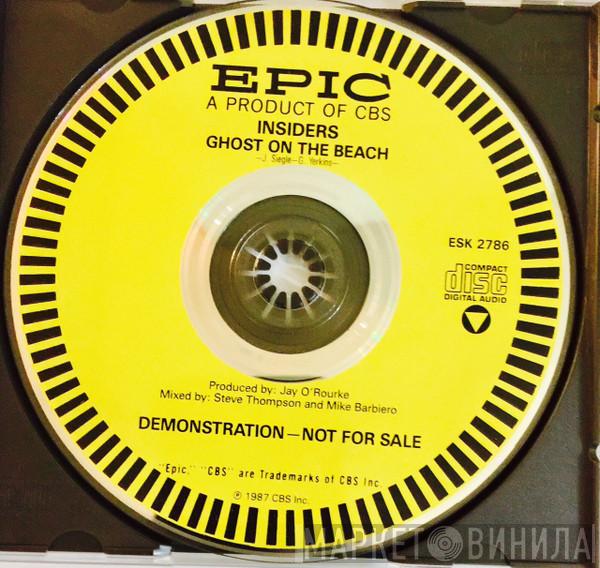 EPIC
A PRODUCT OF CBS
INSIDERS
GHOST ON THE BEACH
—J. Siegle—G. Yerkins—
ESK 2786
COMPACT
disc
DIGITAL AUDIO
Produced by: Jay O'Rourke
Mixed by: Steve Thompson and Mike Barbiero
DEMONSTRATION—NOT FOR SALE
"Epic," "CBS" are Trademarks of CBS Inc.
℗ 1987 CBS Inc.
МАРКЕТ ВИНИЛА